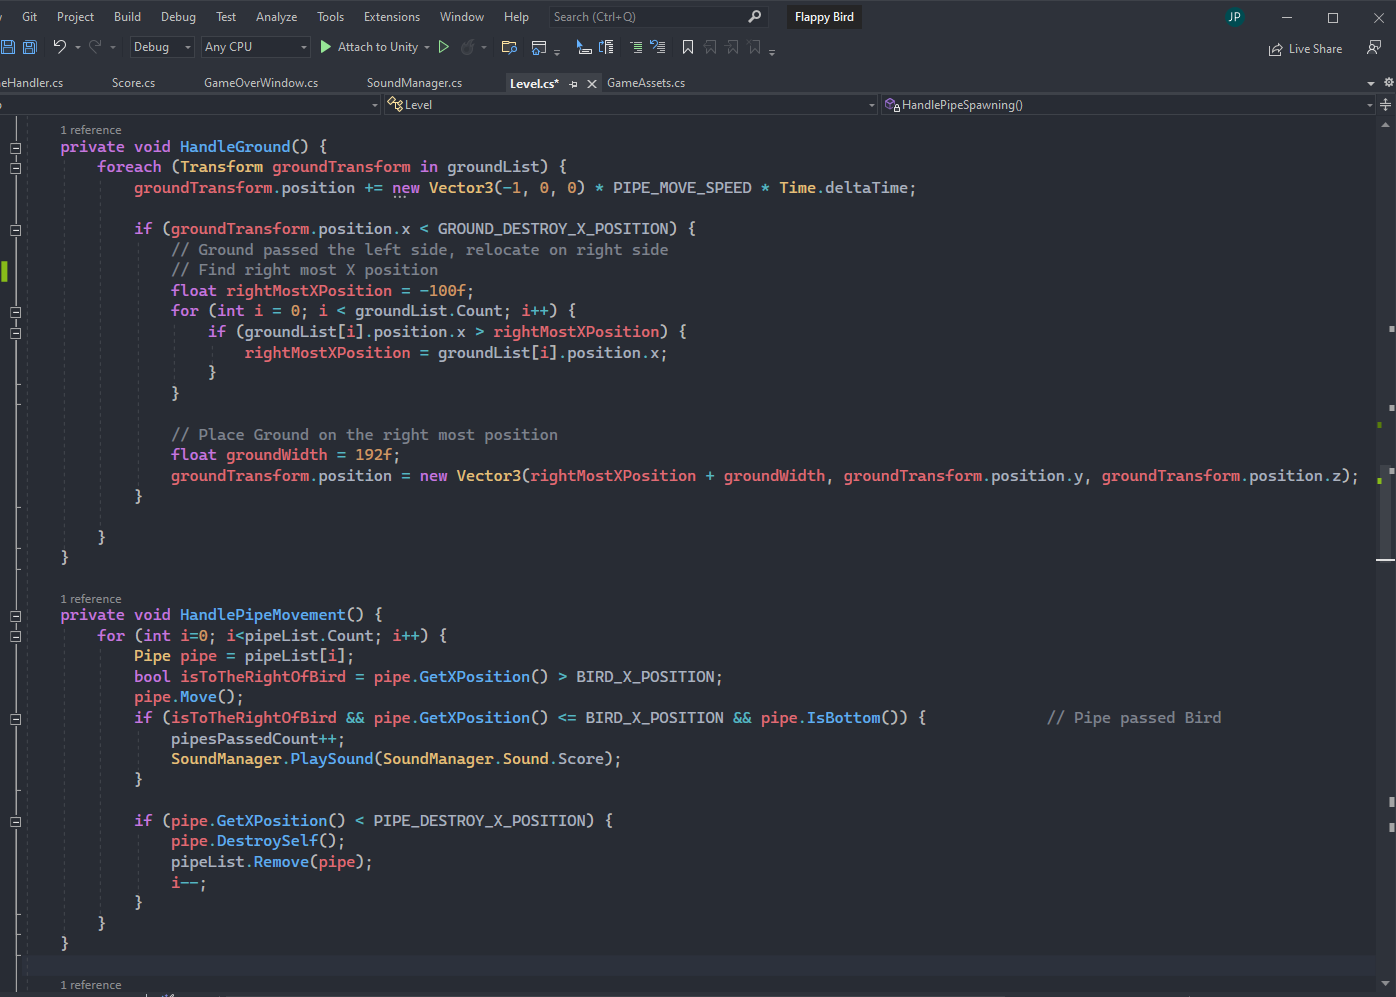 Git Project Build Debug Test Analyze Tools Extensions Window Help Search (Ctrl+Q) Flappy Bird JP
Debug Any CPU Attach to Unity Live Share
eHandler.cs Score.cs GameOverWindow.cs SoundManager.cs Level.cs* GameAssets.cs
Level HandlePipeSpawning()
1 reference
private void HandleGround() {
foreach (Transform groundTransform in groundList) {
groundTransform.position += new Vector3(-1, 0, 0) * PIPE_MOVE_SPEED * Time.deltaTime;
if (groundTransform.position.x < GROUND_DESTROY_X_POSITION) {
// Ground passed the left side, relocate on right side
// Find right most X position
float rightMostXPosition = -100f;
for (int i = 0; i < groundList.Count; i++) {
if (groundList[i].position.x > rightMostXPosition) {
rightMostXPosition = groundList[i].position.x;
}
}
// Place Ground on the right most position
float groundWidth = 192f;
groundTransform.position = new Vector3(rightMostXPosition + groundWidth, groundTransform.position.y, groundTransform.position.z);
}
}
}
1 reference
private void HandlePipeMovement() {
for (int i=0; i<pipeList.Count; i++) {
Pipe pipe = pipeList[i];
bool isToTheRightOfBird = pipe.GetXPosition() > BIRD_X_POSITION;
pipe.Move();
if (isToTheRightOfBird && pipe.GetXPosition() <= BIRD_X_POSITION && pipe.IsBottom()) { // Pipe passed Bird
pipesPassedCount++;
SoundManager.PlaySound(SoundManager.Sound.Score);
}
if (pipe.GetXPosition() < PIPE_DESTROY_X_POSITION) {
pipe.DestroySelf();
pipeList.Remove(pipe);
i--;
}
}
}
1 reference